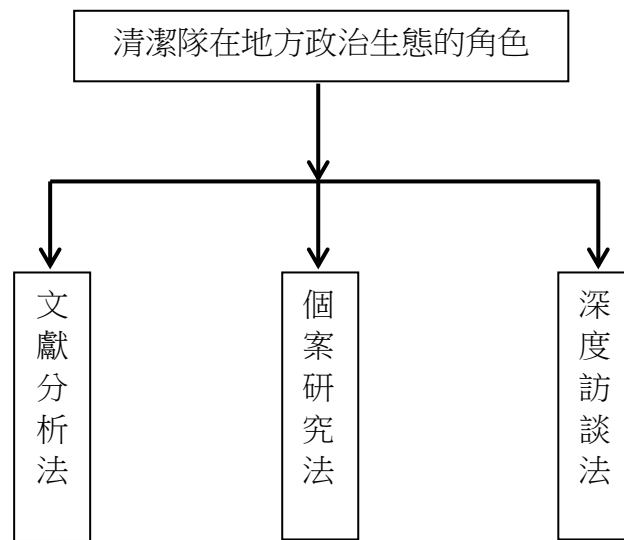 清潔隊在地方政治生態的角色
文獻分析法
個案研究法
深度訪談法